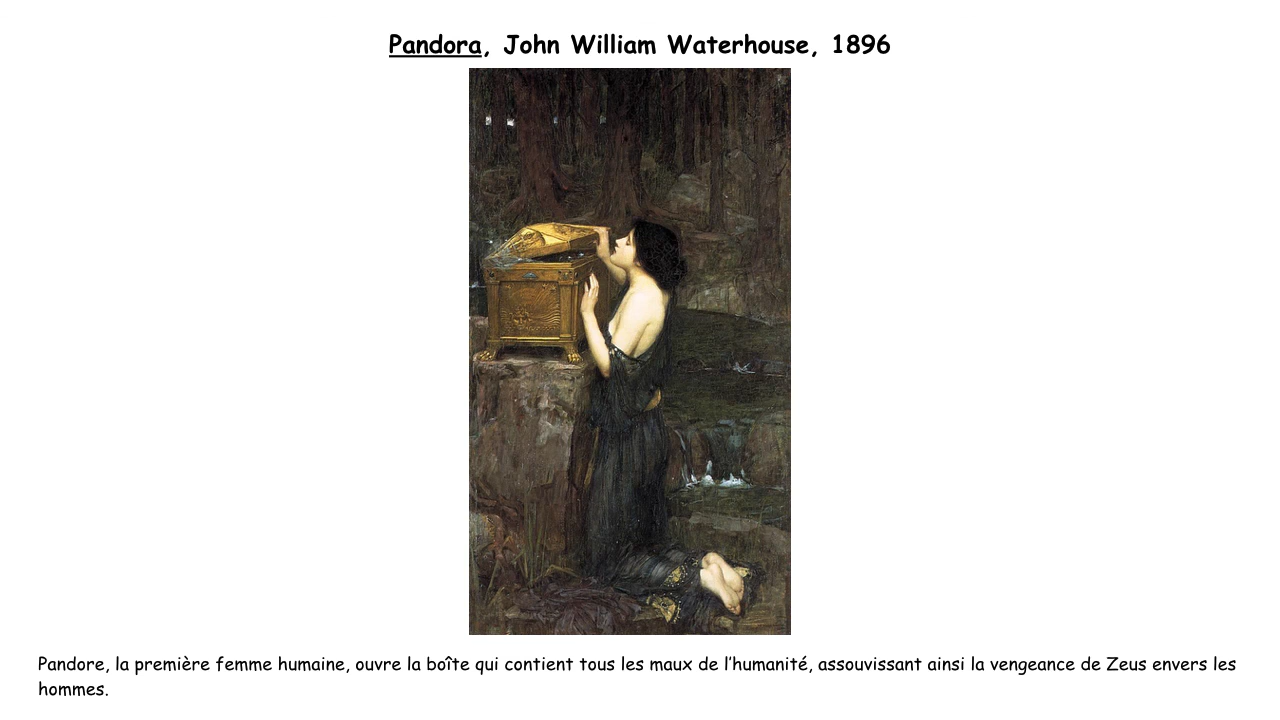 Pandora, John William Waterhouse, 1896
Pandore, la première femme humaine, ouvre la boîte qui contient tous les maux de l’humanité, assouvissant ainsi la vengeance de Zeus envers les
hommes.